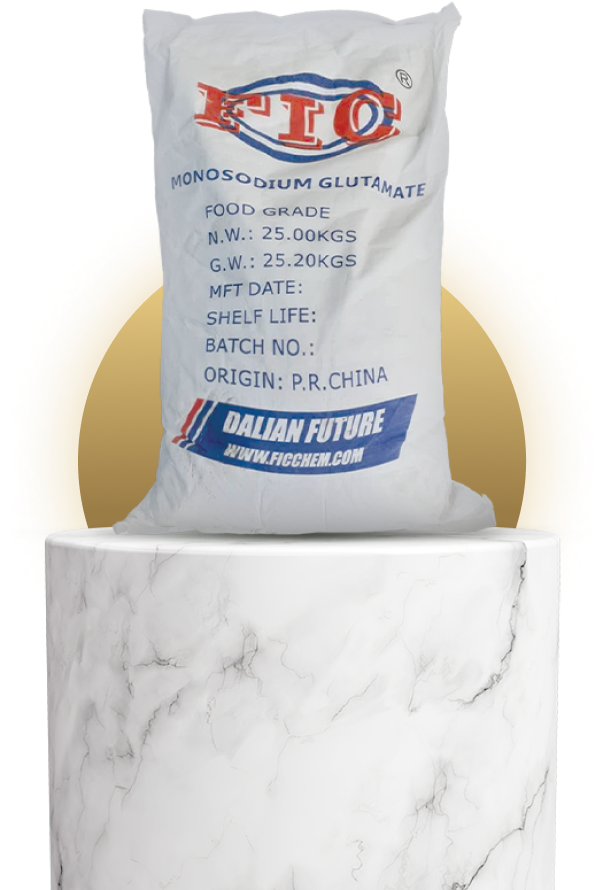 FIC ®
MONOSODIUM GLUTAMATE
FOOD GRADE
N.W.: 25.00KGS
G.W.: 25.20KGS
MFT DATE:
SHELF LIFE:
BATCH NO.:
ORIGIN: P.R.CHINA
DALIAN FUTURE
WWW.FICCHEM.COM